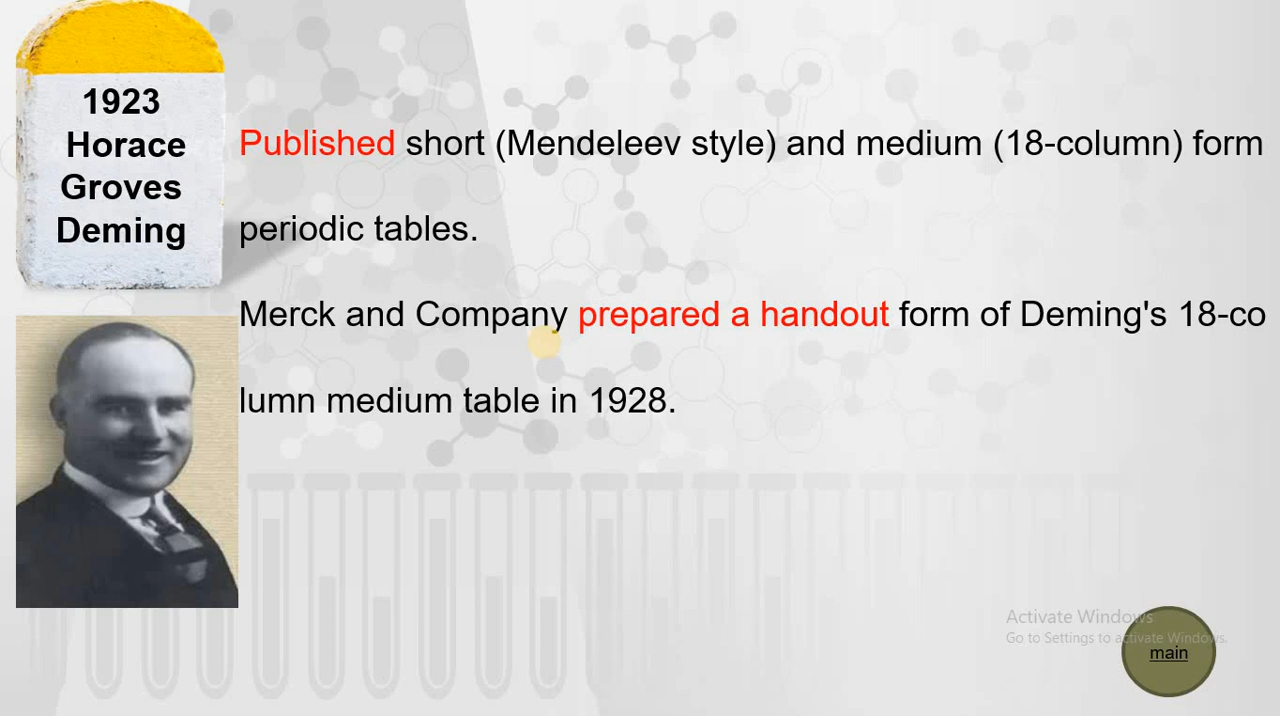 1923
Horace
Groves
Deming
Published short (Mendeleev style) and medium (18-column) form
periodic tables.
Merck and Company prepared a handout form of Deming's 18-co
lumn medium table in 1928.
Activate Windows
Go to Settings to activate Windows.
main